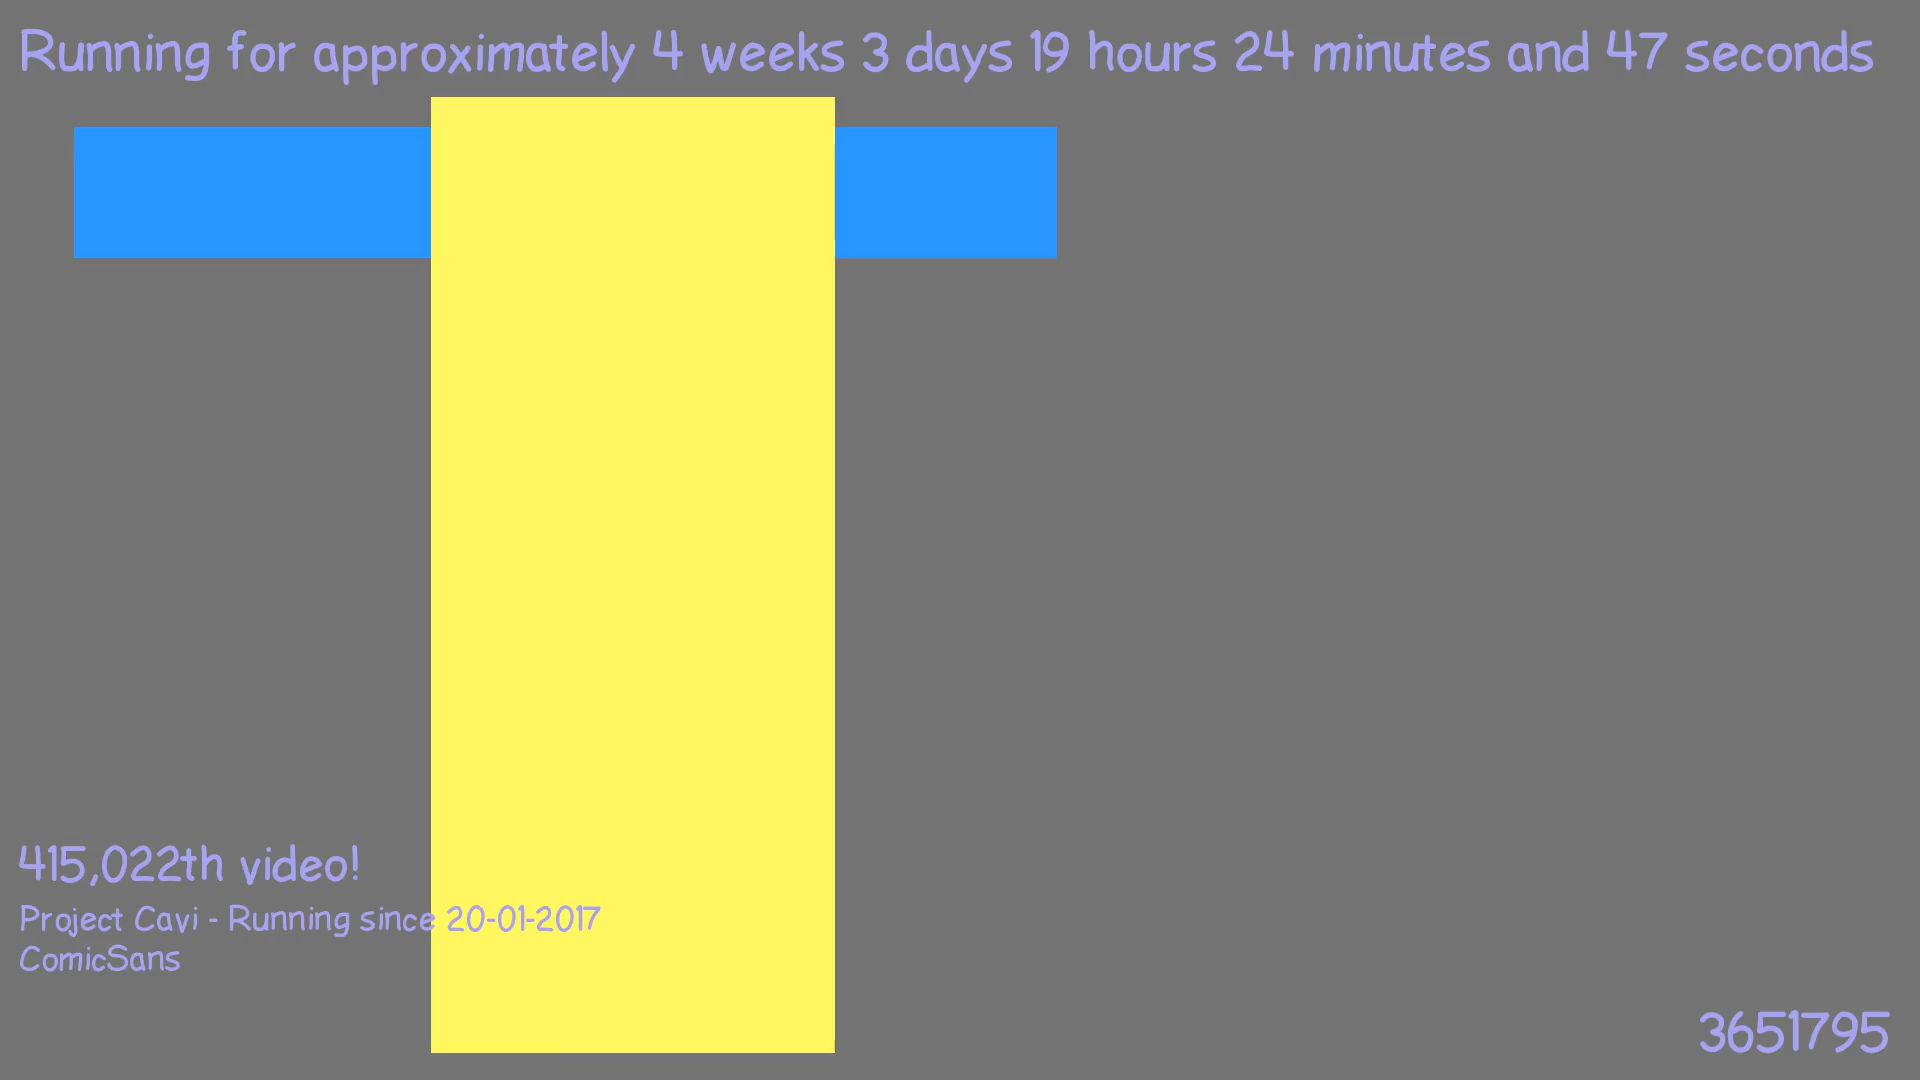 Running for approximately 4 weeks 3 days 19 hours 24 minutes and 47 seconds
415,022th video!
Project Cavi - Running since 20-01-2017
ComicSans
3651795